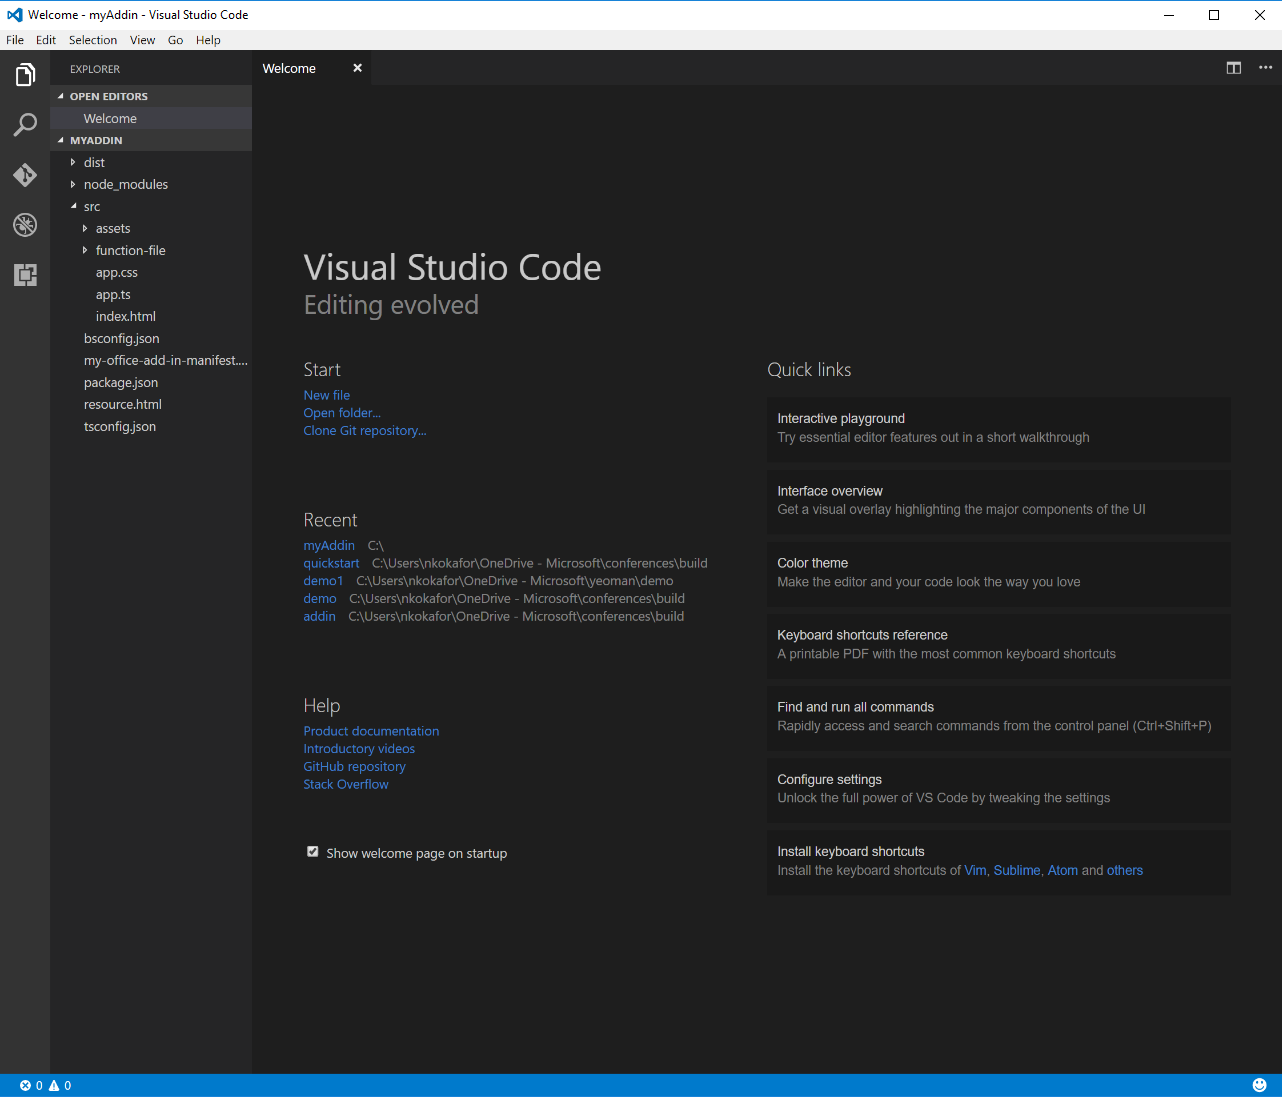 Welcome - myAddin - Visual Studio Code
File Edit Selection View Go Help
EXPLORER
OPEN EDITORS
Welcome
MYADDIN
dist
node_modules
src
assets
function-file
app.css
app.ts
index.html
bsconfig.json
my-office-add-in-manifest....
package.json
resource.html
tsconfig.json
Welcome
Visual Studio Code
Editing evolved
Start
New file
Open folder...
Clone Git repository...
Recent
myAddin C:\
quickstart C:\Users\nkokafor\OneDrive - Microsoft\conferences\build
demo1 C:\Users\nkokafor\OneDrive - Microsoft\yeoman\demo
demo C:\Users\nkokafor\OneDrive - Microsoft\conferences\build
addin C:\Users\nkokafor\OneDrive - Microsoft\conferences\build
Help
Product documentation
Introductory videos
GitHub repository
Stack Overflow
Show welcome page on startup
Quick links
Interactive playground
Try essential editor features out in a short walkthrough
Interface overview
Get a visual overlay highlighting the major components of the UI
Color theme
Make the editor and your code look the way you love
Keyboard shortcuts reference
A printable PDF with the most common keyboard shortcuts
Find and run all commands
Rapidly access and search commands from the control panel (Ctrl+Shift+P)
Configure settings
Unlock the full power of VS Code by tweaking the settings
Install keyboard shortcuts
Install the keyboard shortcuts of Vim, Sublime, Atom and others
0 0